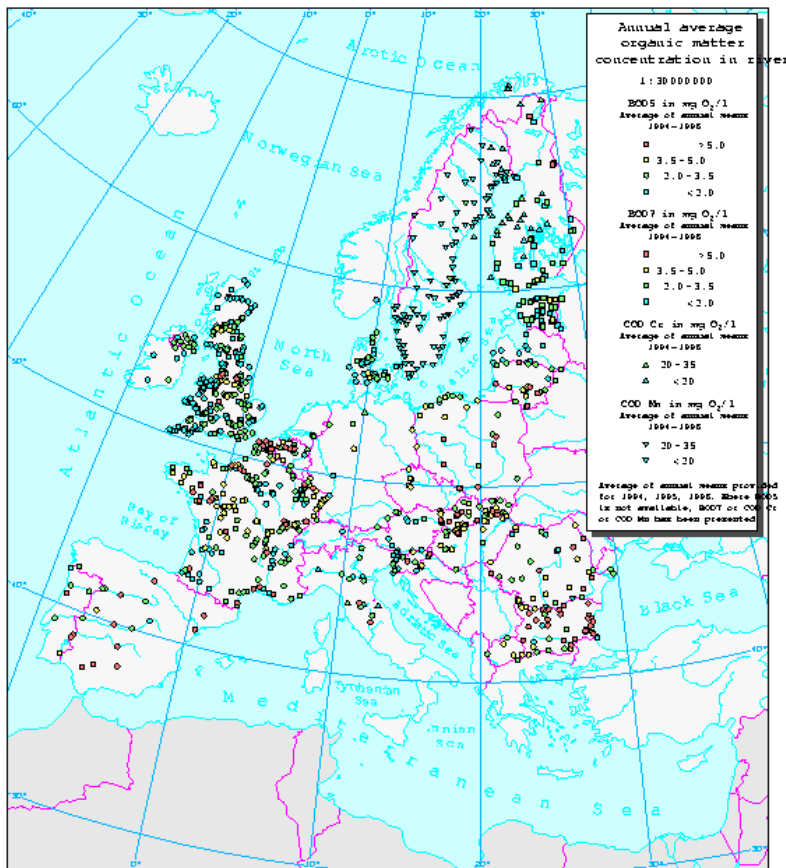 Annual average
organic matter
concentration in river
1 : 30 000 000
BOD5 in mg O2/l
Average of annual means
1994-1996
>5.0
3.5-5.0
2.0-3.5
<2.0
BOD7 in mg O2/l
Average of annual means
1994-1996
>5.0
3.5-5.0
2.0-3.5
<2.0
COD Cr in mg O2/l
Average of annual means
1994-1996
20-35
<20
COD Mn in mg O2/l
Average of annual means
1994-1996
20-35
<20
Average of annual means provided
for 1994, 1995, 1996. Where BOD5
is not available, BOD7 or COD Cr
or COD Mn has been presented
Arctic Ocean
Norwegian Sea
Atlantic Ocean
North
Sea
Baltic Sea
Bay of
Biscay
Adriatic
Sea
Black Sea
Tyrrhenian
Sea
Mediterranean Sea